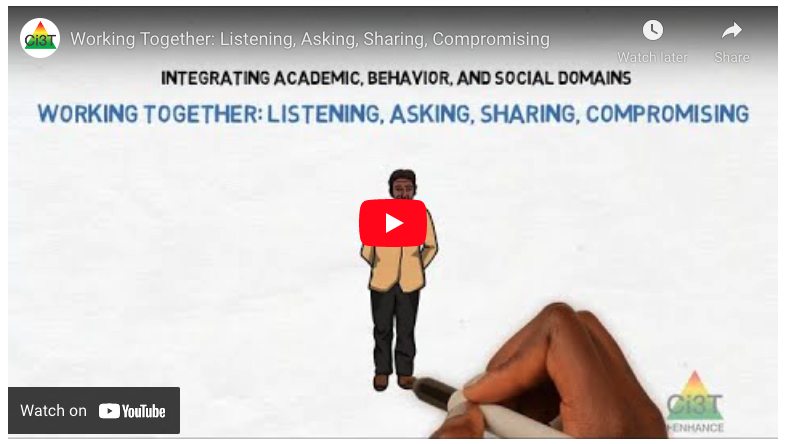 Ci3T
Working Together: Listening, Asking, Sharing, Compromising
Watch later
Share
INTEGRATING ACADEMIC, BEHAVIOR, AND SOCIAL DOMAINS
WORKING TOGETHER: LISTENING, ASKING, SHARING, COMPROMISING
Ci3T
ENHANCE
Watch on YouTube